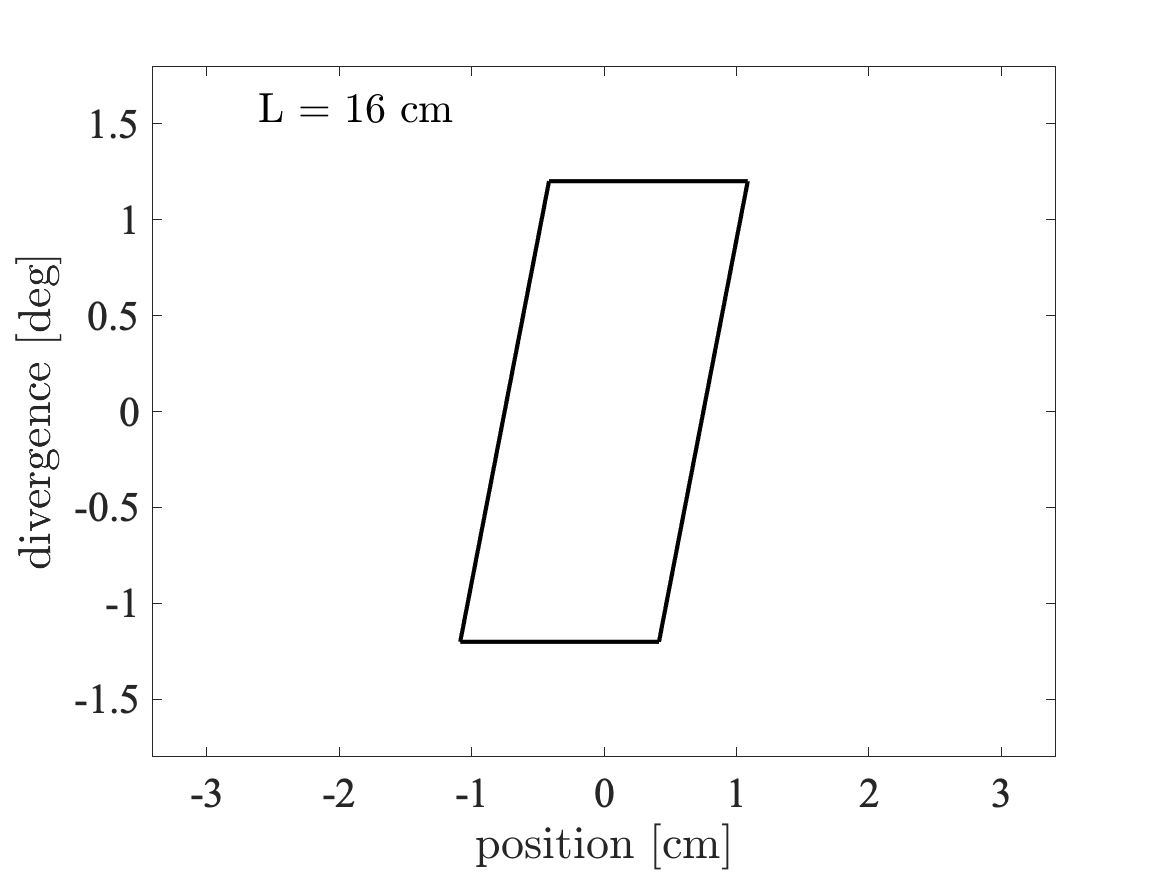 L = 16 cm
1.5
1
0.5
0
-0.5
-1
-1.5
divergence [deg]
-3 -2 -1 0 1 2 3
position [cm]